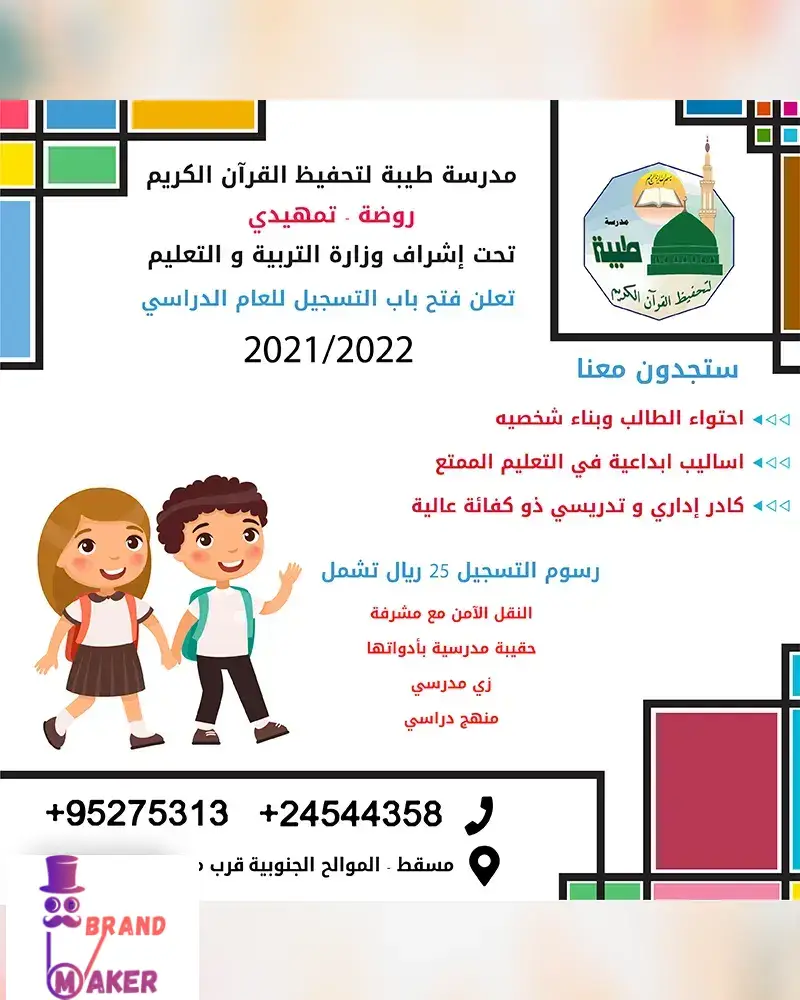 مدرسة طيبة لتحفيظ القرآن الكريم
روضة - تمهيدي
تحت إشراف وزارة التربية و التعليم
تعلن فتح باب التسجيل للعام الدراسي
2021/2022
مدرسة
طيبة
لتحفيظ القرآن الكريم
ستجدون معنا
احتواء الطالب وبناء شخصيه
اساليب ابداعية في التعليم الممتع
كادر إداري و تدريسي ذو كفائة عالية
رسوم التسجيل 25 ريال تشمل
النقل الآمن مع مشرفة
حقيبة مدرسية بأدواتها
زي مدرسي
منهج دراسي
+95275313 +24544358
مسقط - الموالح الجنوبية قرب
BRAND
MAKER